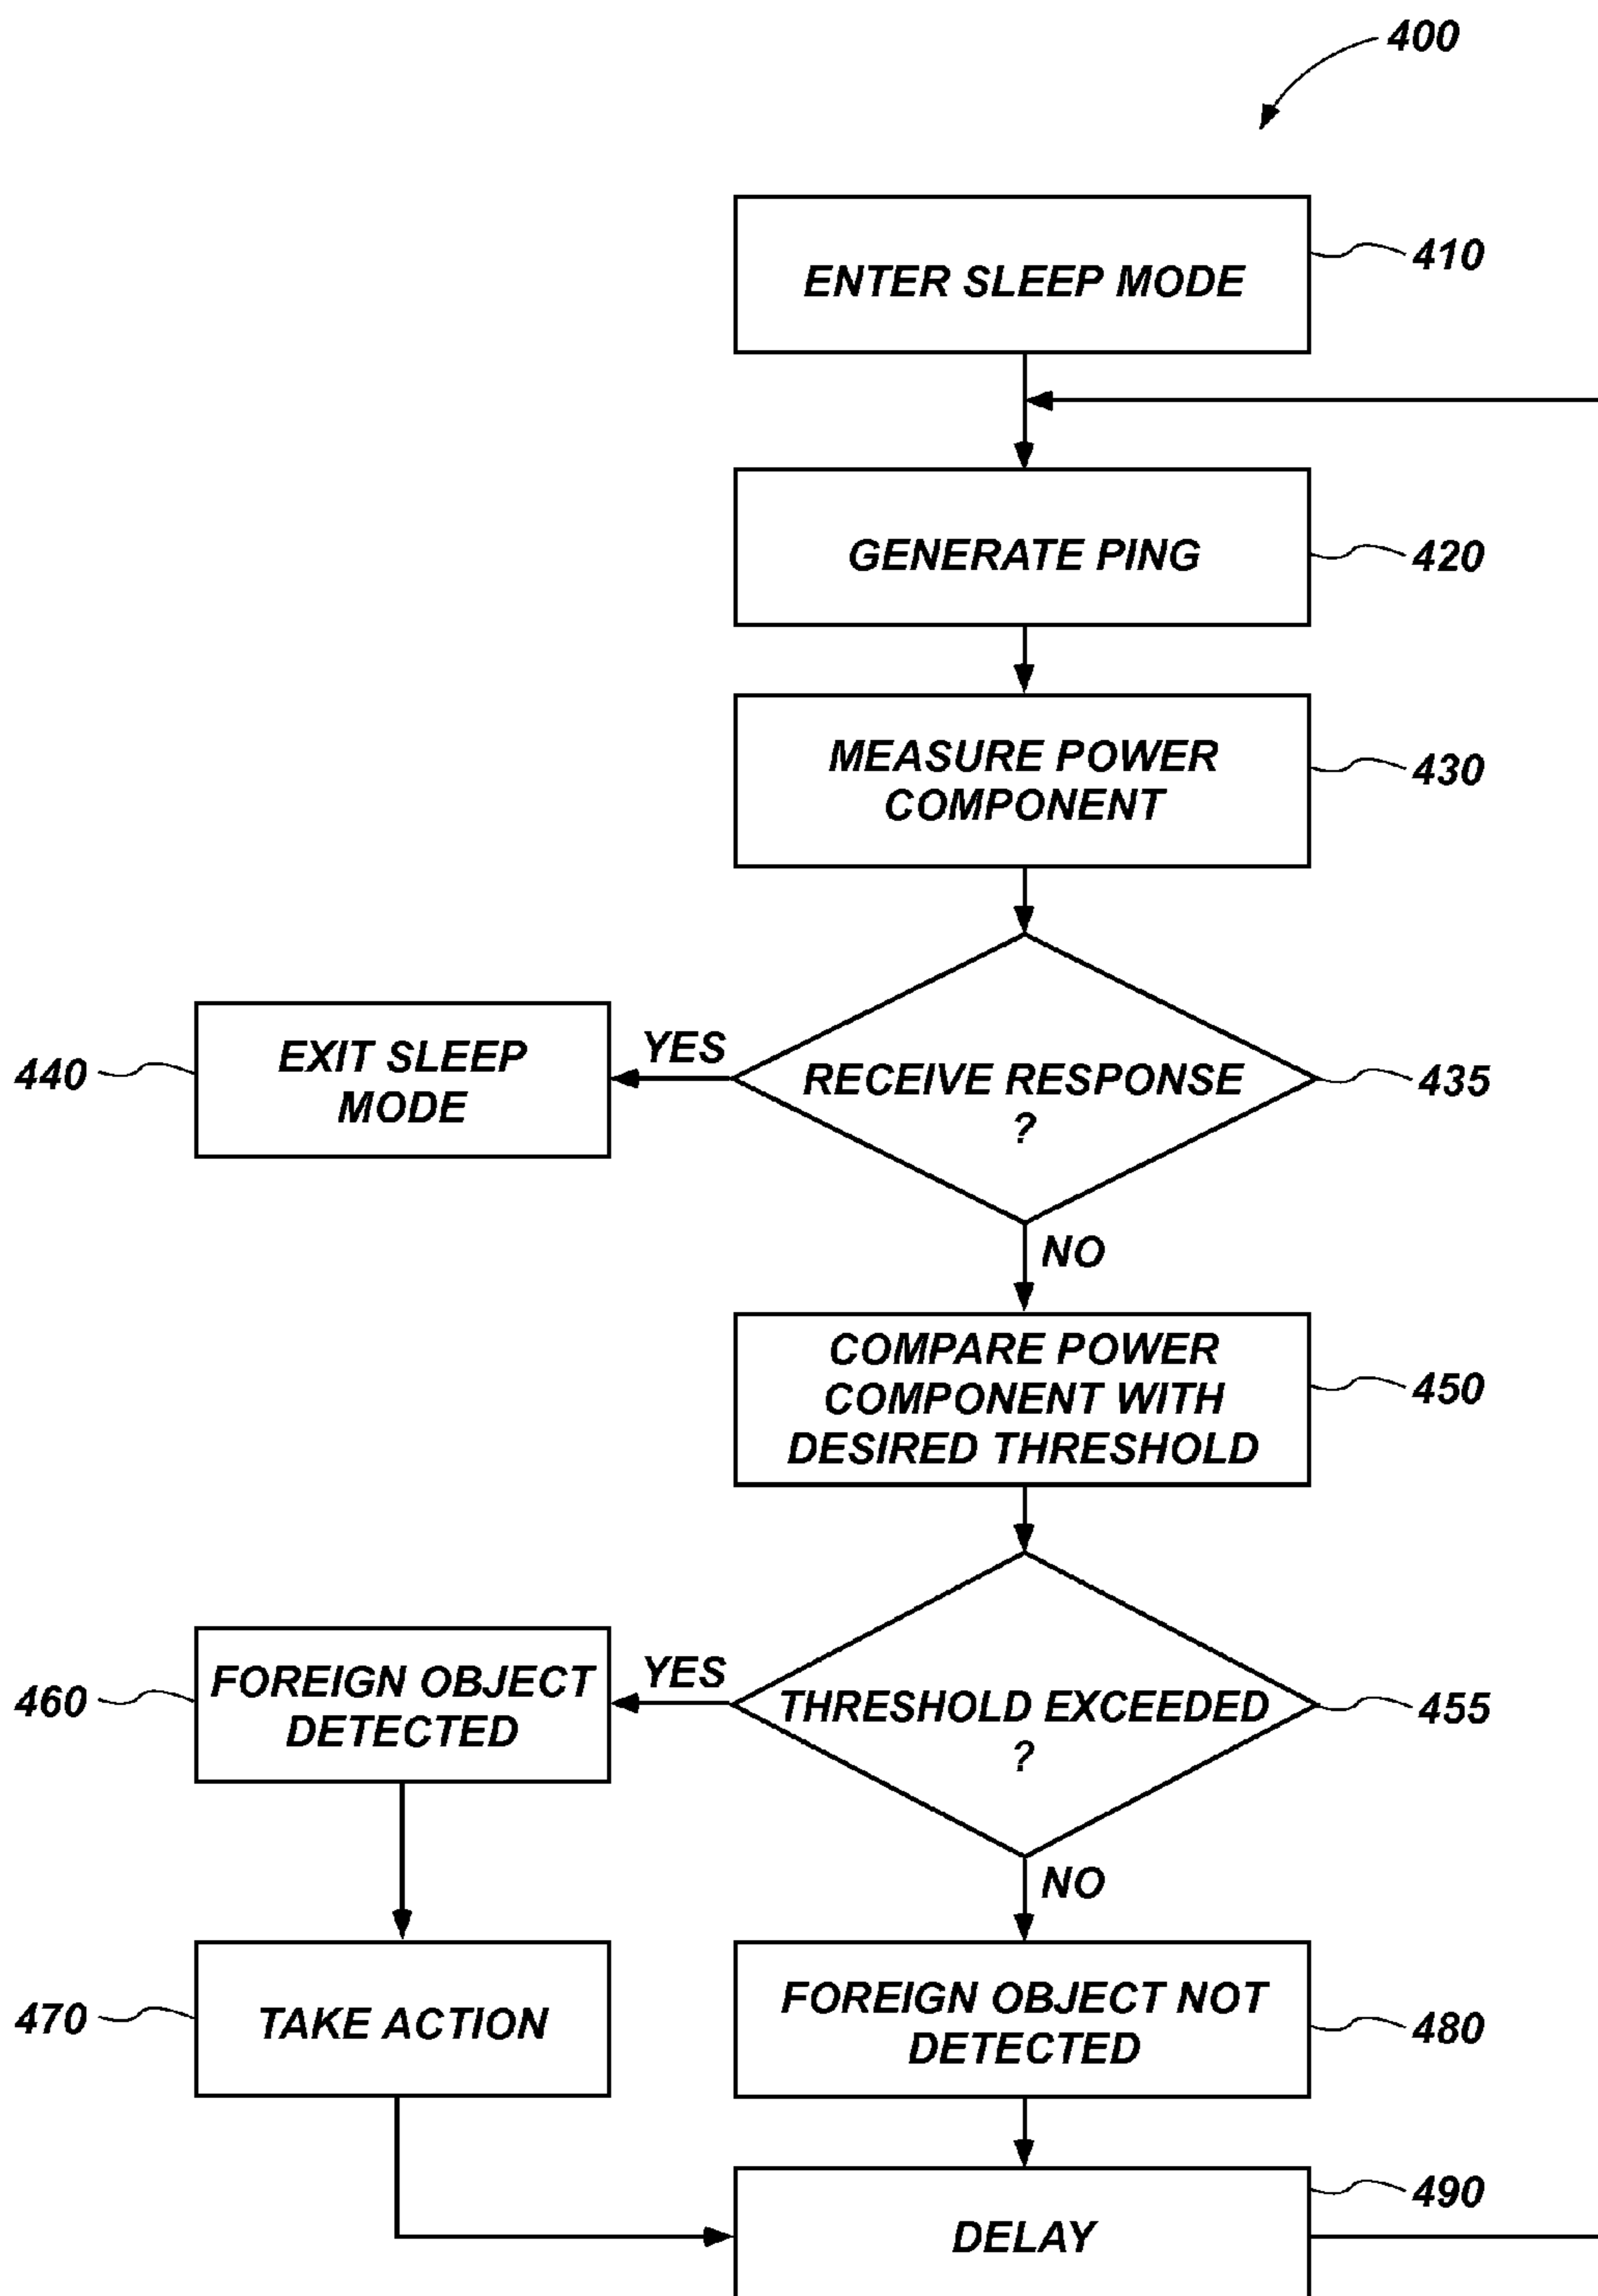 400
ENTER SLEEP MODE
410
GENERATE PING
420
MEASURE POWER
COMPONENT
430
RECEIVE RESPONSE
?
435
YES
EXIT SLEEP
MODE
440
NO
COMPARE POWER
COMPONENT WITH
DESIRED THRESHOLD
450
THRESHOLD EXCEEDED
?
455
YES
FOREIGN OBJECT
DETECTED
460
NO
TAKE ACTION
470
FOREIGN OBJECT NOT
DETECTED
480
DELAY
490